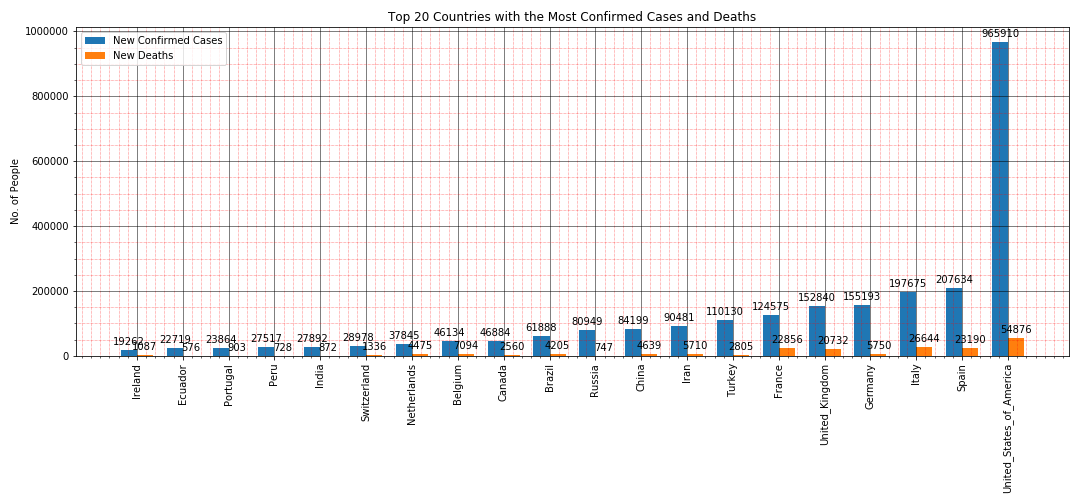 Top 20 Countries with the Most Confirmed Cases and Deaths
New Confirmed Cases
New Deaths
No. of People
1000000
800000
600000
400000
200000
0
19262 1087
22719 576
23864 903
27517 728
27892 872
28978 1336
37845 4475
46134 7094
46884 2560
61888 4205
80949 747
84199 4639
90481 5710
110130 2805
124575 22856
152840 20732
155193 5750
197675 26644
207634 23190
965910 54876
Ireland
Ecuador
Portugal
Peru
India
Switzerland
Netherlands
Belgium
Canada
Brazil
Russia
China
Iran
Turkey
France
United_Kingdom
Germany
Italy
Spain
United_States_of_America